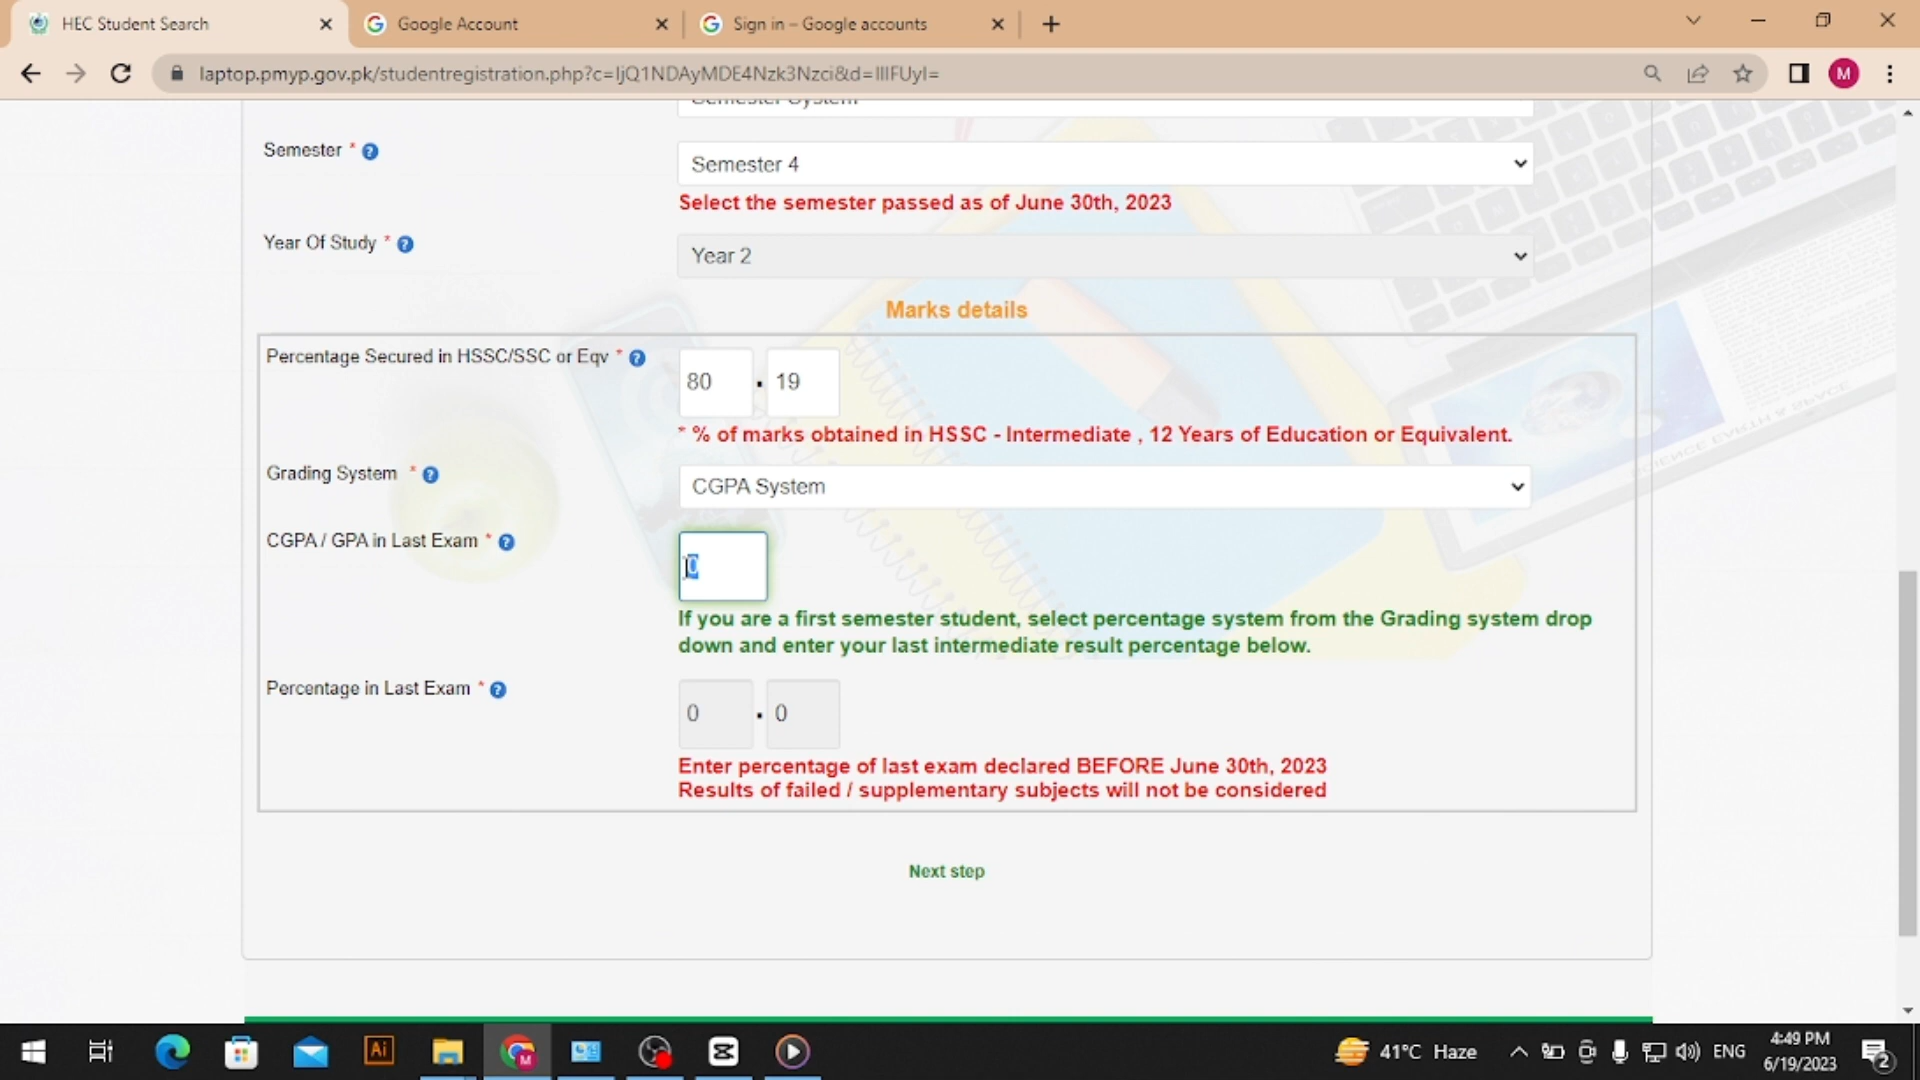 HEC Student Search
Google Account
Sign in – Google accounts
laptop.pmyp.gov.pk/studentregistration.php?c=IjQ1NDAyMDE4Nzk3Nzci&d=IlIFUyI=
M
Semester System
Semester *
Semester 4
Select the semester passed as of June 30th, 2023
Year Of Study *
Year 2
Marks details
Percentage Secured in HSSC/SSC or Eqv *
80 . 19
* % of marks obtained in HSSC - Intermediate , 12 Years of Education or Equivalent.
Grading System *
CGPA System
CGPA / GPA in Last Exam *
0
If you are a first semester student, select percentage system from the Grading system drop
down and enter your last intermediate result percentage below.
Percentage in Last Exam *
0 . 0
Enter percentage of last exam declared BEFORE June 30th, 2023
Results of failed / supplementary subjects will not be considered
Next step
Ai
M
41°C Haze
ENG
4:49 PM
6/19/2023
2